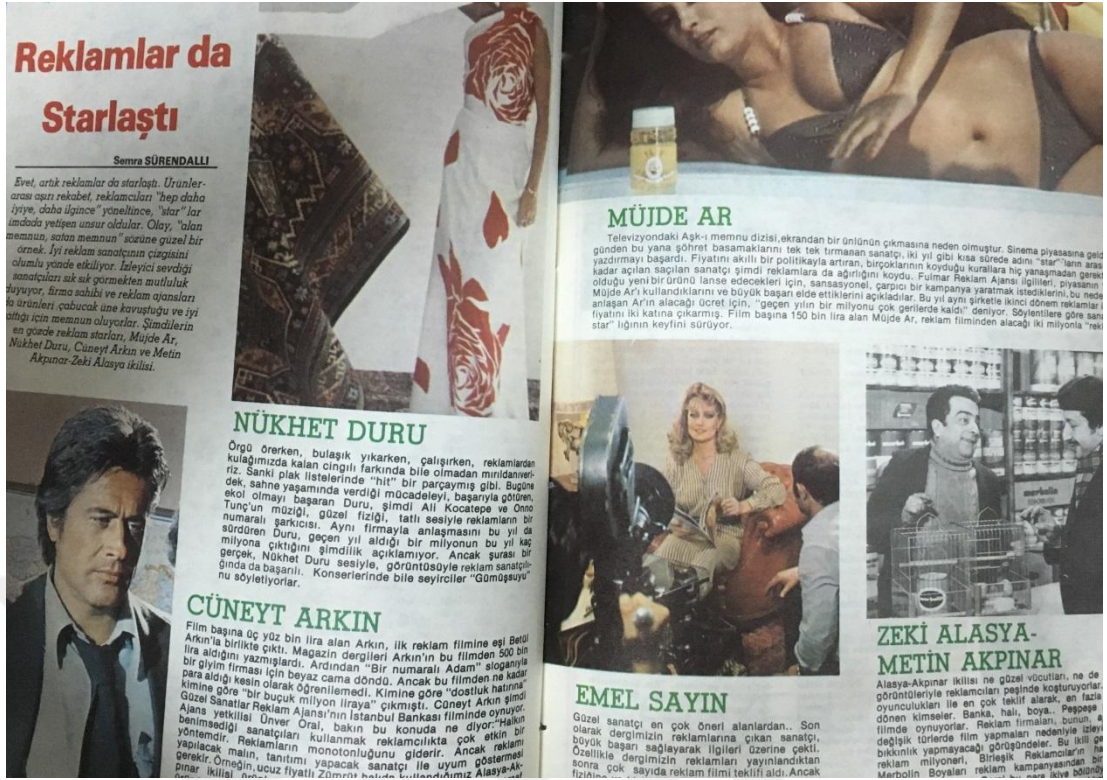 Reklamlar da
Starlaştı
Semra SÜRENDALLI
Evet, artık reklamlar da starlaştı. Ürünler-
arası aşırı rekabet, reklamcıları "hep daha
iyiye, daha ilgince" yöneltince, "star" lar
imdada yetişen unsur oldular. Olay, "alan
memnun, satan memnun" sözüne güzel bir
örnek. İyi reklam sanatçının çizgisini
olumlu yönde etkiliyor. İzleyici sevdiği
sanatçıları sık sık görmekten mutluluk
duyuyor, firma sahibi ve reklam ajansları
da ürünleri çabucak üne kavuştuğu ve iyi
sattığı için memnun oluyorlar. Şimdilerin
en gözde reklam starları, Müjde Ar,
Nükhet Duru, Cüneyt Arkın ve Metin
Akpınar-Zeki Alasya ikilisi.
NÜKHET DURU
Örgü örerken, bulaşık yıkarken, çalışırken, reklamlardan
kulağımızda kalan cingılı farkında bile olmadan mırıldanıveri-
riz. Sanki plak listelerinde "hit" bir parçaymış gibi. Bugüne
dek, sahne yaşamında verdiği mücadeleyi, başarıyla götüren,
ekol olmayı başaran Duru, şimdi Ali Kocatepe ve Onno
Tunç'un müziği, güzel fiziği, tatlı sesiyle reklamların bir
numaralı şarkıcısı. Aynı firmayla anlaşmasını bu yıl da
sürdüren Duru, geçen yıl aldığı bir milyonun bu yıl kaç
milyona çıktığını şimdilik açıklamıyor. Ancak şurası bir
gerçek, Nükhet Duru sesiyle, görüntüsüyle reklam sanatçılı-
ğında da başarılı. Konserlerinde bile seyirciler "Gümüşsuyu"
nu söyletiyorlar.
CÜNEYT ARKIN
Film başına üç yüz bin lira alan Arkın, ilk reklam filmine eşi Betül
Arkın'la birlikte çıktı. Magazin dergileri Arkın'ın bu filmden 500 bin
lira aldığını yazmışlardı. Ardından "Bir numaralı Adam" sloganıyla
bir giyim firması için beyaz cama döndü. Ancak bu filmden ne kadar
para aldığı kesin olarak öğrenilemedi. Kimine göre "dostluk hatırına"
kimine göre "bir buçuk milyon liraya" çıkmıştı. Cüneyt Arkın şimdi
Güzel Sanatlar Reklam Ajansı'nın İstanbul Bankası filminde oynuyor.
Ajans yetkilisi Ünver Oral, bakın bu konuda ne diyor:"Halkın
benimsediği sanatçıları kullanmak reklamcılıkta çok etkin bir
yöntemdir. Reklamların monotonluğunu giderir. Ancak reklamı
yapılacak malın, tanıtımı yapacak sanatçı ile uyum göstermesi
gerekir. Örneğin, ucuz fiyatlı Zümrüt halıda kullandığımız Alasya-Ak-
pınar ikilisi
MÜJDE AR
Televizyondaki Aşk-ı memnu dizisi,ekrandan bir ünlünün çıkmasına neden olmuştur. Sinema piyasasına geld
günden bu yana şöhret basamaklarını tek tek tırmanan sanatçı, iki yıl gibi kısa sürede adını "star" ların aras
yazdırmayı başardı. Fiyatını akıllı bir politikayla artıran, birçoklarının koyduğu kurallara hiç yanaşmadan gerek
kadar açılan saçılan sanatçı şimdi reklamlara da ağırlığını koydu. Fulmar Reklam Ajansı ilgilileri, piyasanın
olduğu yeni bir ürünü lanse edecekleri için, sansasyonel, çarpıcı bir kampanya yaratmak istediklerini, bu nede
Müjde Ar'ı kullandıklarını ve büyük başarı elde ettiklerini açıkladılar. Bu yıl aynı şirketle ikinci dönem reklamlar i
anlaşan Ar'ın alacağı ücret için, "geçen yılın bir milyonu çok gerilerde kaldı" deniyor. Söylentilere göre sana
fiyatını iki katına çıkarmış. Film başına 150 bin lira alan Müjde Ar, reklam filminden alacağı iki milyonla "rek
star" lığının keyfini sürüyor.
EMEL SAYIN
Güzel sanatçı en çok öneri alanlardan.. Son
olarak dergimizin reklamlarına çıkan sanatçı,
büyük başarı sağlayarak ilgileri üzerine çekti.
Özellikle dergimizin reklamları yayınlandıktan
sonra çok sayıda reklam filmi teklifi aldı. Ancak
merbolin
ZEKİ ALASYA-
METİN AKPINAR
Alasya-Akpınar ikilisi ne güzel vücutları, ne de
görüntüleriyle reklamcıları peşinde koşturuyorlar.
oyunculukları ile en çok teklif alarak, en fazla
dönen kimseler. Banka, halı, boya.. Peşpeşe
filmde oynuyorlar. Reklam firmaları, bunun, a
değişik türlerde film yapmaları nedeniyle izleyi
bıkkınlık yapmayacağı görüşündeler. Bu ikili ge
reklam milyoneri, Birleşik Reklamcılar'ın ha
Merbolin Boyaları reklam kampanyasından bir